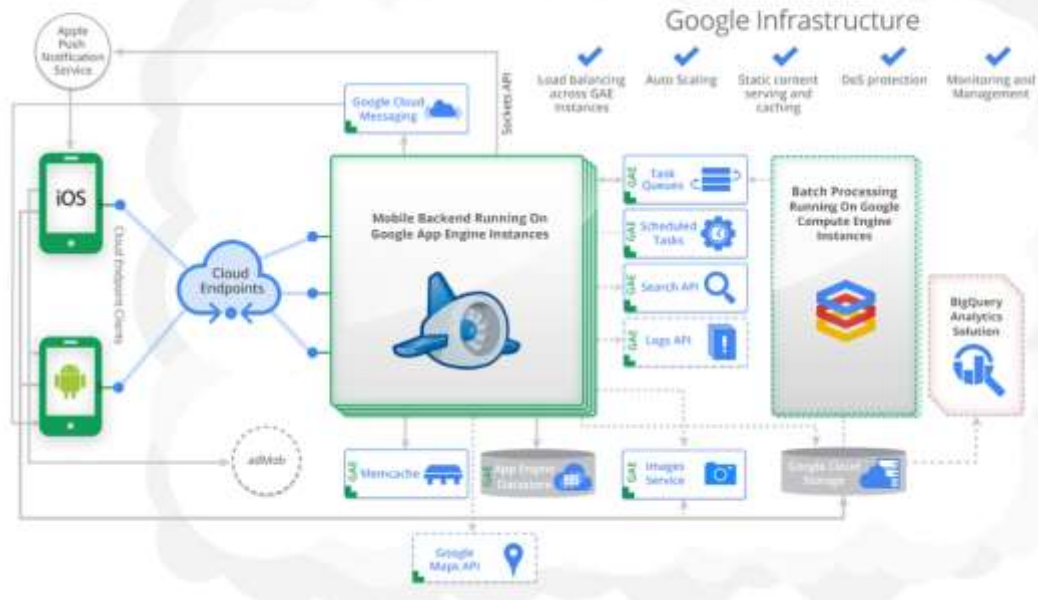 Google Infrastructure
Apple
Push
Notification
Service
Load Balancing
across GAE
Instances
Auto Scaling
Static content
serving and
caching
DoS protection
Monitoring and
Management
Google Cloud
Messaging
Sockets API
iOS
Cloud Endpoint Clients
Cloud
Endpoints
Mobile Backend Running On
Google App Engine Instances
GAE
Task
Queues
GAE
Scheduled
Tasks
GAE
Search API
GAE
Logs API
Batch Processing
Running On Google
Compute Engine
Instances
BigQuery
Analytics
Solution
adMob
GAE
Memcache
GAE
App Engine
Datastore
GAE
Images
Service
Google Cloud
Storage
Google
Maps API